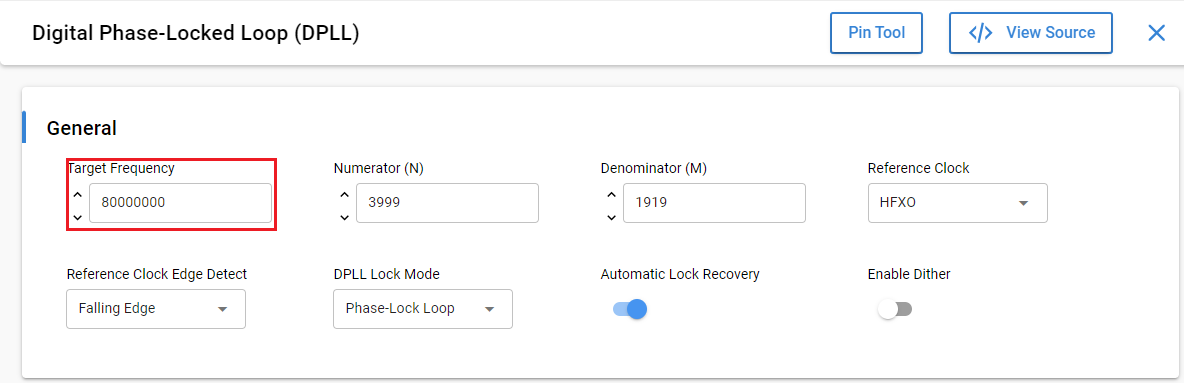 Digital Phase-Locked Loop (DPLL)
Pin Tool
</> View Source
General
Target Frequency
Numerator (N)
Denominator (M)
Reference Clock
80000000
3999
1919
HFXO
Reference Clock Edge Detect
DPLL Lock Mode
Automatic Lock Recovery
Enable Dither
Falling Edge
Phase-Lock Loop